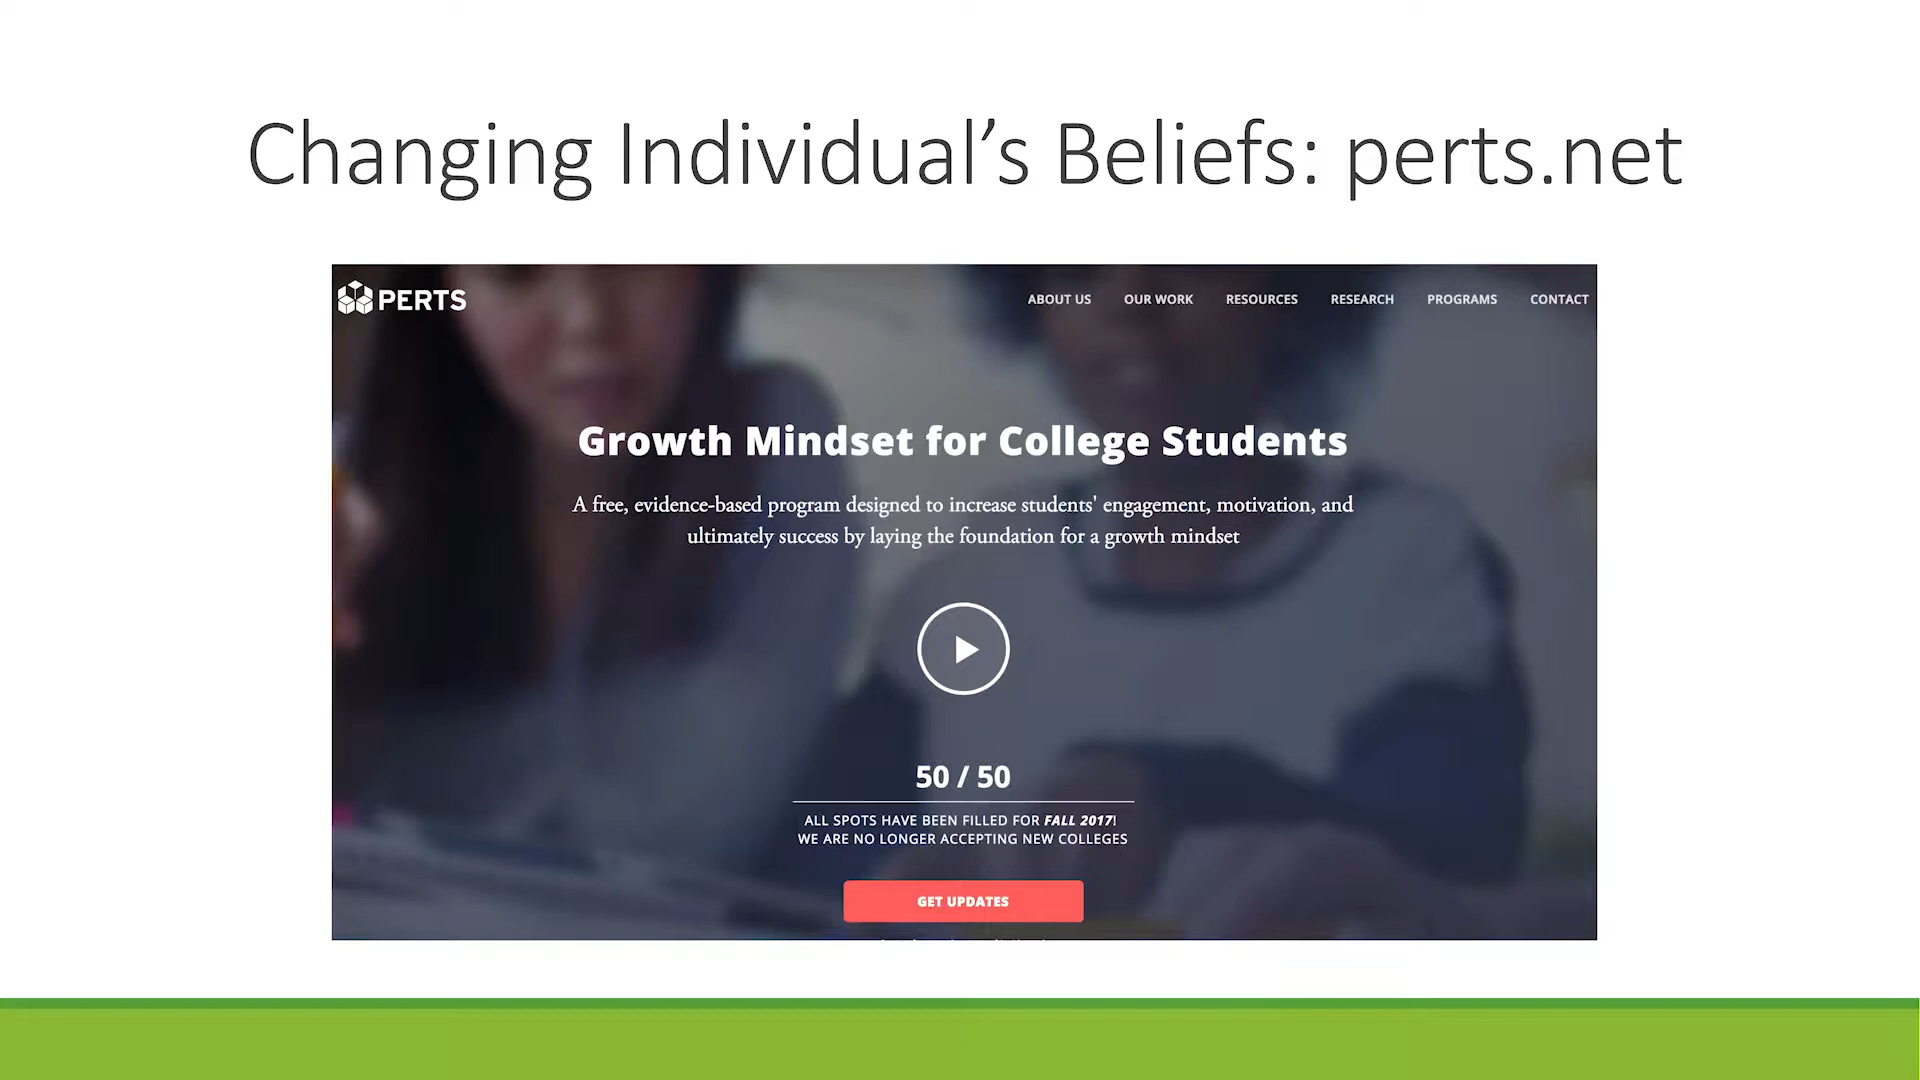 Changing Individual’s Beliefs: perts.net
PERTS
ABOUT US OUR WORK RESOURCES RESEARCH PROGRAMS CONTACT
Growth Mindset for College Students
A free, evidence-based program designed to increase students' engagement, motivation, and
ultimately success by laying the foundation for a growth mindset
50 / 50
ALL SPOTS HAVE BEEN FILLED FOR FALL 2017!
WE ARE NO LONGER ACCEPTING NEW COLLEGES
GET UPDATES